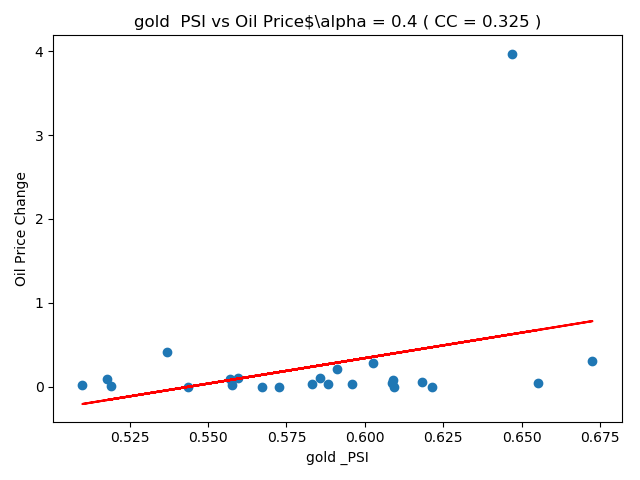 gold  PSI vs Oil Price$\alpha = 0.4 ( CC = 0.325 )
4
3
2
1
0
Oil Price Change
0.525 0.550 0.575 0.600 0.625 0.650 0.675
gold _PSI